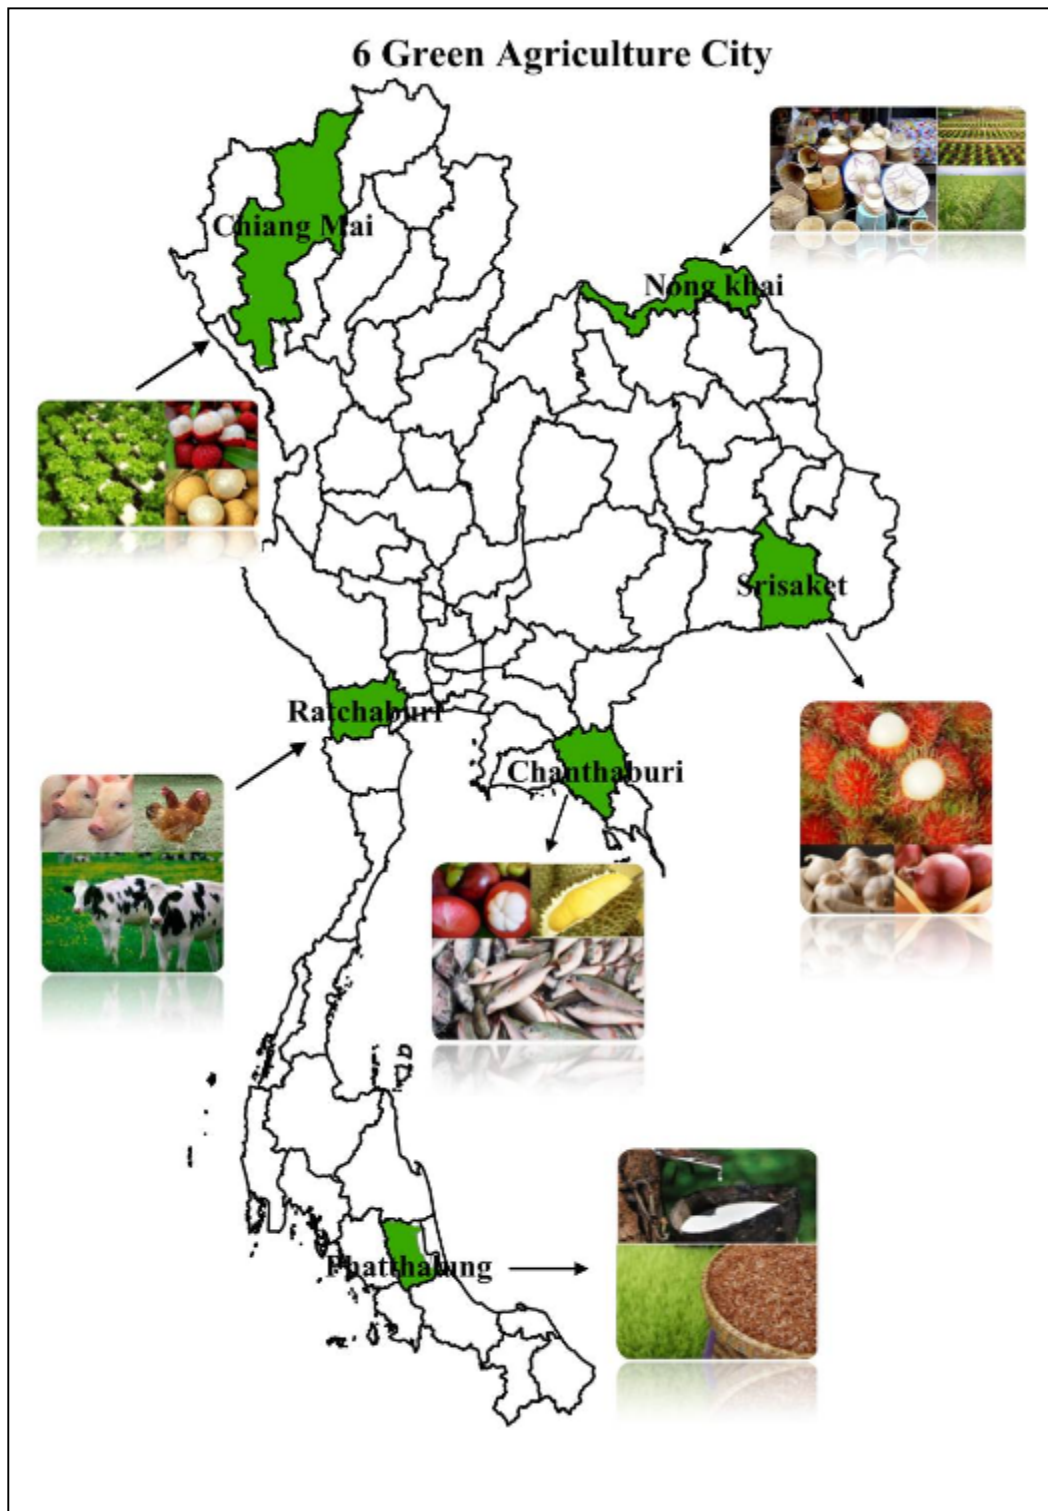 6 Green Agriculture City
Chiang Mai
Nong khai
Srisaket
Ratchaburi
Chanthaburi
Phatthalung